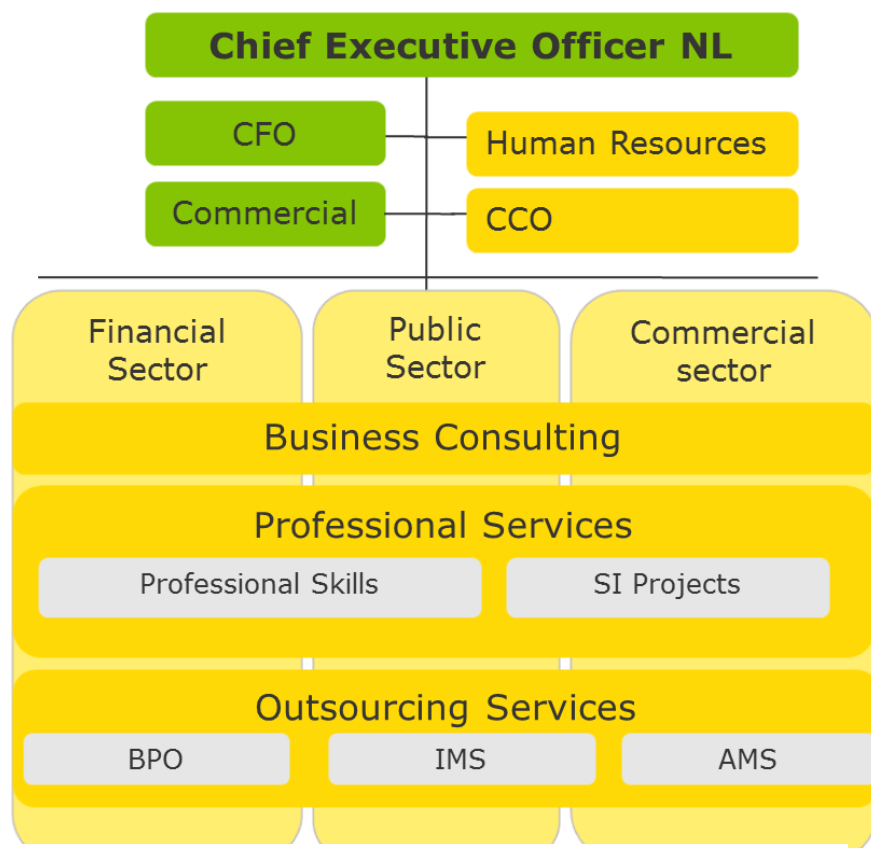 Chief Executive Officer NL
CFO
Human Resources
Commercial
CCO
Financial
Sector
Public
Sector
Commercial
sector
Business Consulting
Professional Services
Professional Skills
SI Projects
Outsourcing Services
BPO
IMS
AMS